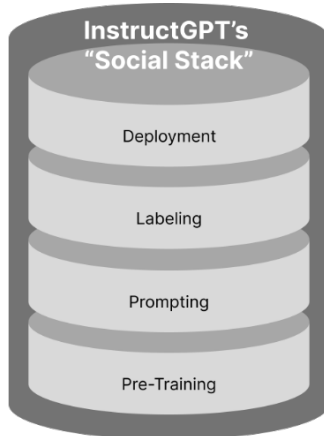 InstructGPT’s
“Social Stack”
Deployment
Labeling
Prompting
Pre-Training